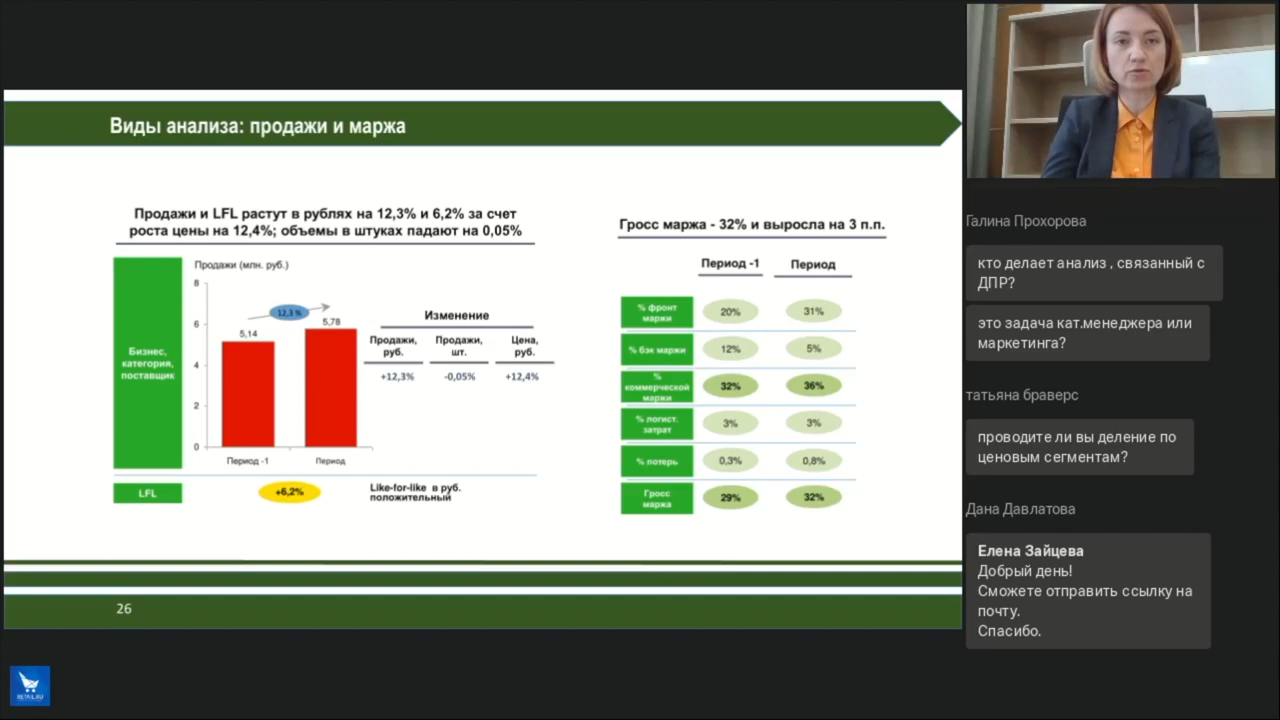 Виды анализа: продажи и маржа
Продажи и LFL растут в рублях на 12,3% и 6,2% за счет
роста цены на 12,4%; объемы в штуках падают на 0,05%
Бизнес,
категория,
поставщик
Продажи (млн. руб.)
8
6
4
2
0
12,3 %
5,14
5,78
Период -1
Период
Изменение
Продажи,
руб.
Продажи,
шт.
Цена,
руб.
+12,3%
-0,05%
+12,4%
LFL
+6,2%
Like-for-like в руб.
положительный
Гросс маржа - 32% и выросла на 3 п.п.
Период -1
Период
% фронт
маржи
20%
31%
% бэк маржи
12%
5%
%
коммерческой
маржи
32%
36%
% логист.
затрат
3%
3%
% потерь
0,3%
0,8%
Гросс
маржа
29%
32%
26
RETAIL.RU
Галина Прохорова
кто делает анализ , связанный с
ДПР?
это задача кат.менеджера или
маркетинга?
татьяна браверс
проводите ли вы деление по
ценовым сегментам?
Дана Давлатова
Елена Зайцева
Добрый день!
Сможете отправить ссылку на
почту.
Спасибо.